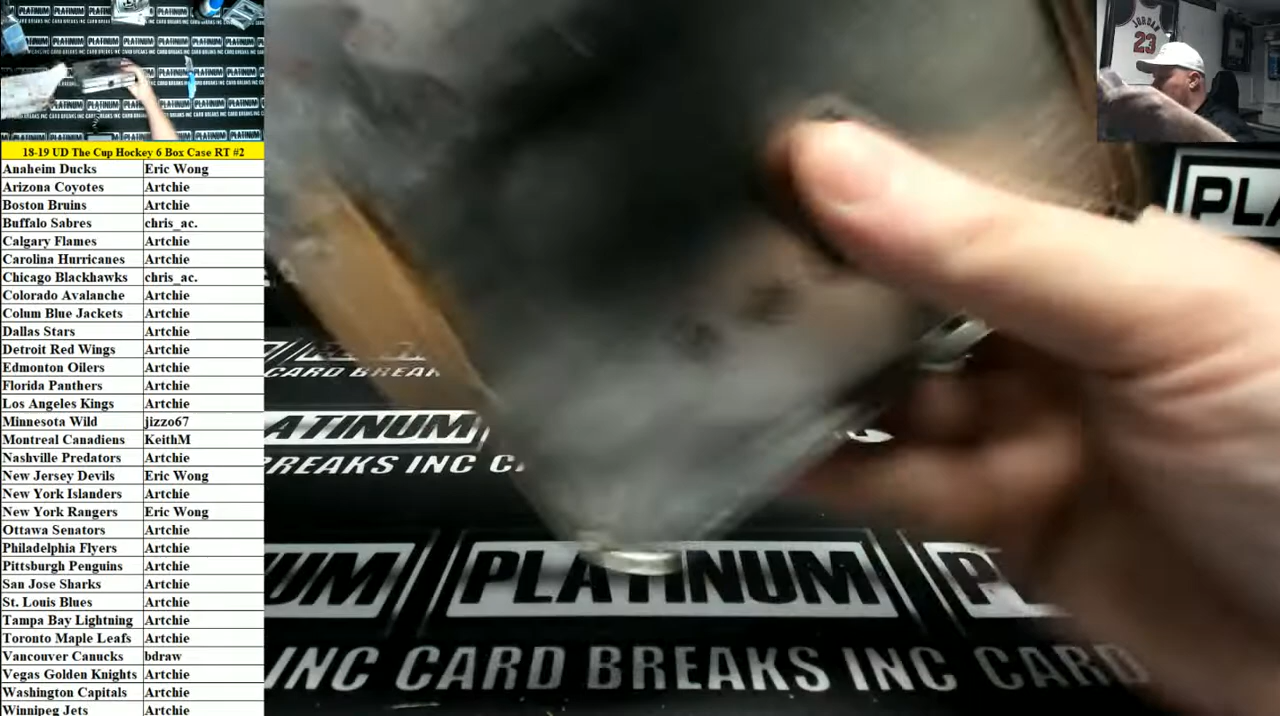 18-19 UD The Cup Hockey 6 Box Case RT #2
Anaheim Ducks Eric Wong
Arizona Coyotes Artchie
Boston Bruins Artchie
Buffalo Sabres chris_ac.
Calgary Flames Artchie
Carolina Hurricanes Artchie
Chicago Blackhawks chris_ac.
Colorado Avalanche Artchie
Colum Blue Jackets Artchie
Dallas Stars Artchie
Detroit Red Wings Artchie
Edmonton Oilers Artchie
Florida Panthers Artchie
Los Angeles Kings Artchie
Minnesota Wild jizzo67
Montreal Canadiens KeithM
Nashville Predators Artchie
New Jersey Devils Eric Wong
New York Islanders Artchie
New York Rangers Eric Wong
Ottawa Senators Artchie
Philadelphia Flyers Artchie
Pittsburgh Penguins Artchie
San Jose Sharks Artchie
St. Louis Blues Artchie
Tampa Bay Lightning Artchie
Toronto Maple Leafs Artchie
Vancouver Canucks bdraw
Vegas Golden Knights Artchie
Washington Capitals Artchie
Winnipeg Jets Artchie
JORDAN
23
PLA
CARD BREAK
ATINUM
BREAKS INC C
UM PLATINUM P
INC CARD BREAKS INC CARD